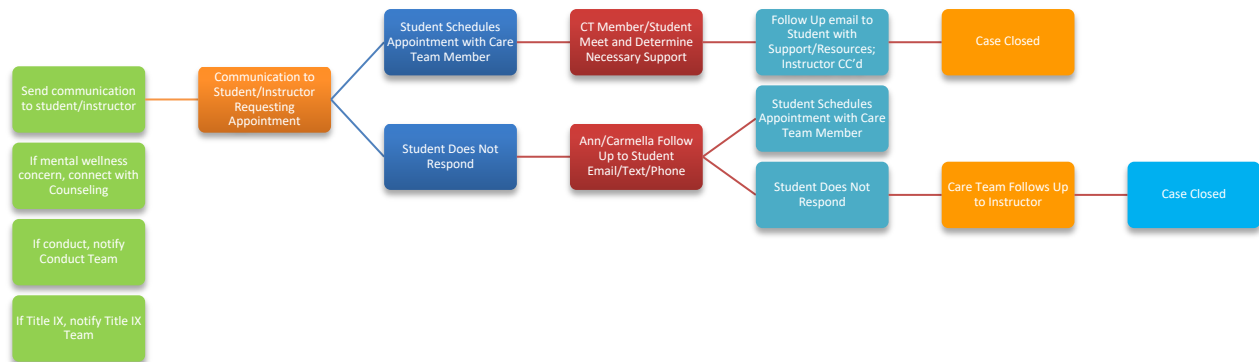 Send communication
to student/instructor
If mental wellness
concern, connect with
Counseling
If conduct, notify
Conduct Team
If Title IX, notify Title IX
Team
Communication to
Student/Instructor
Requesting
Appointment
Student Schedules
Appointment with Care
Team Member
CT Member/Student
Meet and Determine
Necessary Support
Follow Up email to
Student with
Support/Resources;
Instructor CC'd
Case Closed
Student Does Not
Respond
Ann/Carmella Follow
Up to Student
Email/Text/Phone
Student Schedules
Appointment with Care
Team Member
Student Does Not
Respond
Care Team Follows Up
to Instructor
Case Closed